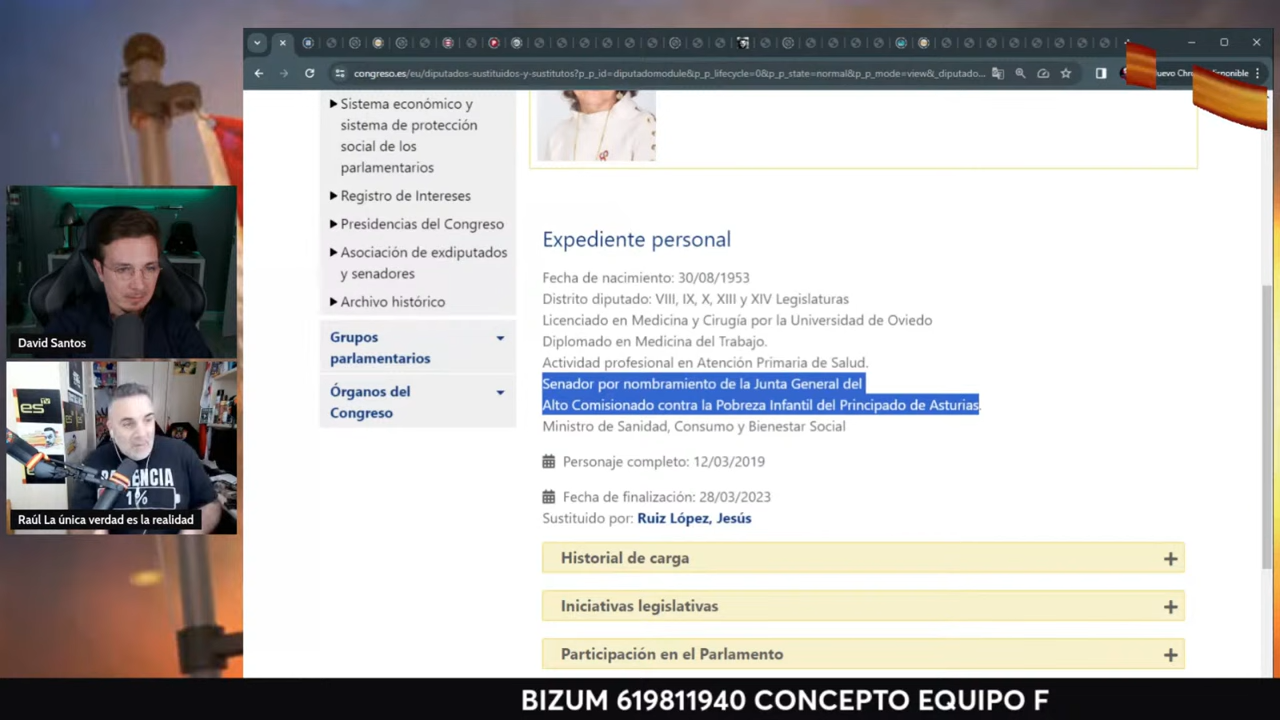 congreso.es/eu/diputados-sustituidos-y-sustitutos?p_p_id=diputadomodule&p_p_lifecycle=0&p_p_state=normal&p_p_mode=view&_diputado...
uevo Chr
disponible
Sistema económico y
sistema de protección
social de los
parlamentarios
Registro de Intereses
Presidencias del Congreso
Asociación de exdiputados
y senadores
Archivo histórico
Grupos
parlamentarios
Órganos del
Congreso
Expediente personal
Fecha de nacimiento: 30/08/1953
Distrito diputado: VIII, IX, X, XIII y XIV Legislaturas
Licenciado en Medicina y Cirugía por la Universidad de Oviedo
Diplomado en Medicina del Trabajo.
Actividad profesional en Atención Primaria de Salud.
Senador por nombramiento de la Junta General del
Alto Comisionado contra la Pobreza Infantil del Principado de Asturias.
Ministro de Sanidad, Consumo y Bienestar Social
Personaje completo: 12/03/2019
Fecha de finalización: 28/03/2023
Sustituido por: Ruiz López, Jesús
Historial de carga
Iniciativas legislativas
Participación en el Parlamento
David Santos
es
1%
Raúl La única verdad es la realidad
BIZUM 619811940 CONCEPTO EQUIPO F